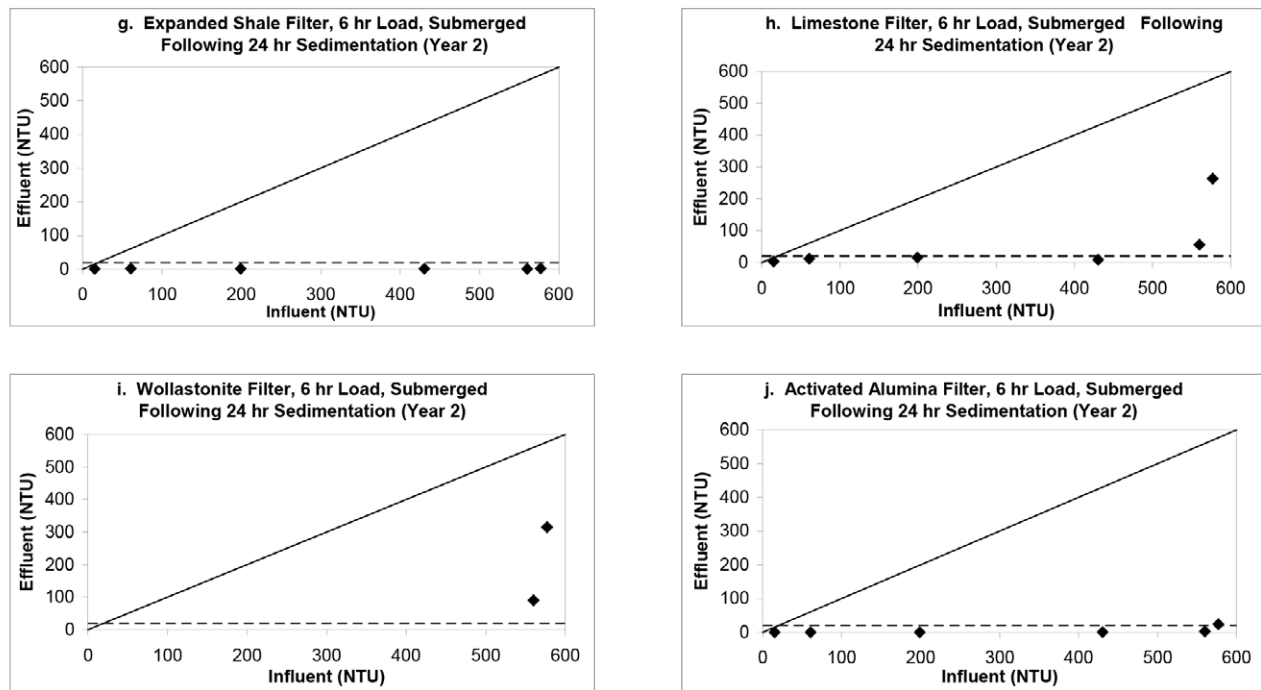 g. Expanded Shale Filter, 6 hr Load, Submerged
Following 24 hr Sedimentation (Year 2)
Effluent (NTU)
600
500
400
300
200
100
0
0 100 200 300 400 500 600
Influent (NTU)
h. Limestone Filter, 6 hr Load, Submerged Following
24 hr Sedimentation (Year 2)
Effluent (NTU)
600
500
400
300
200
100
0
0 100 200 300 400 500 600
Influent (NTU)
i. Wollastonite Filter, 6 hr Load, Submerged
Following 24 hr Sedimentation (Year 2)
Effluent (NTU)
600
500
400
300
200
100
0
0 100 200 300 400 500 600
Influent (NTU)
j. Activated Alumina Filter, 6 hr Load, Submerged
Following 24 hr Sedimentation (Year 2)
Effluent (NTU)
600
500
400
300
200
100
0
0 100 200 300 400 500 600
Influent (NTU)